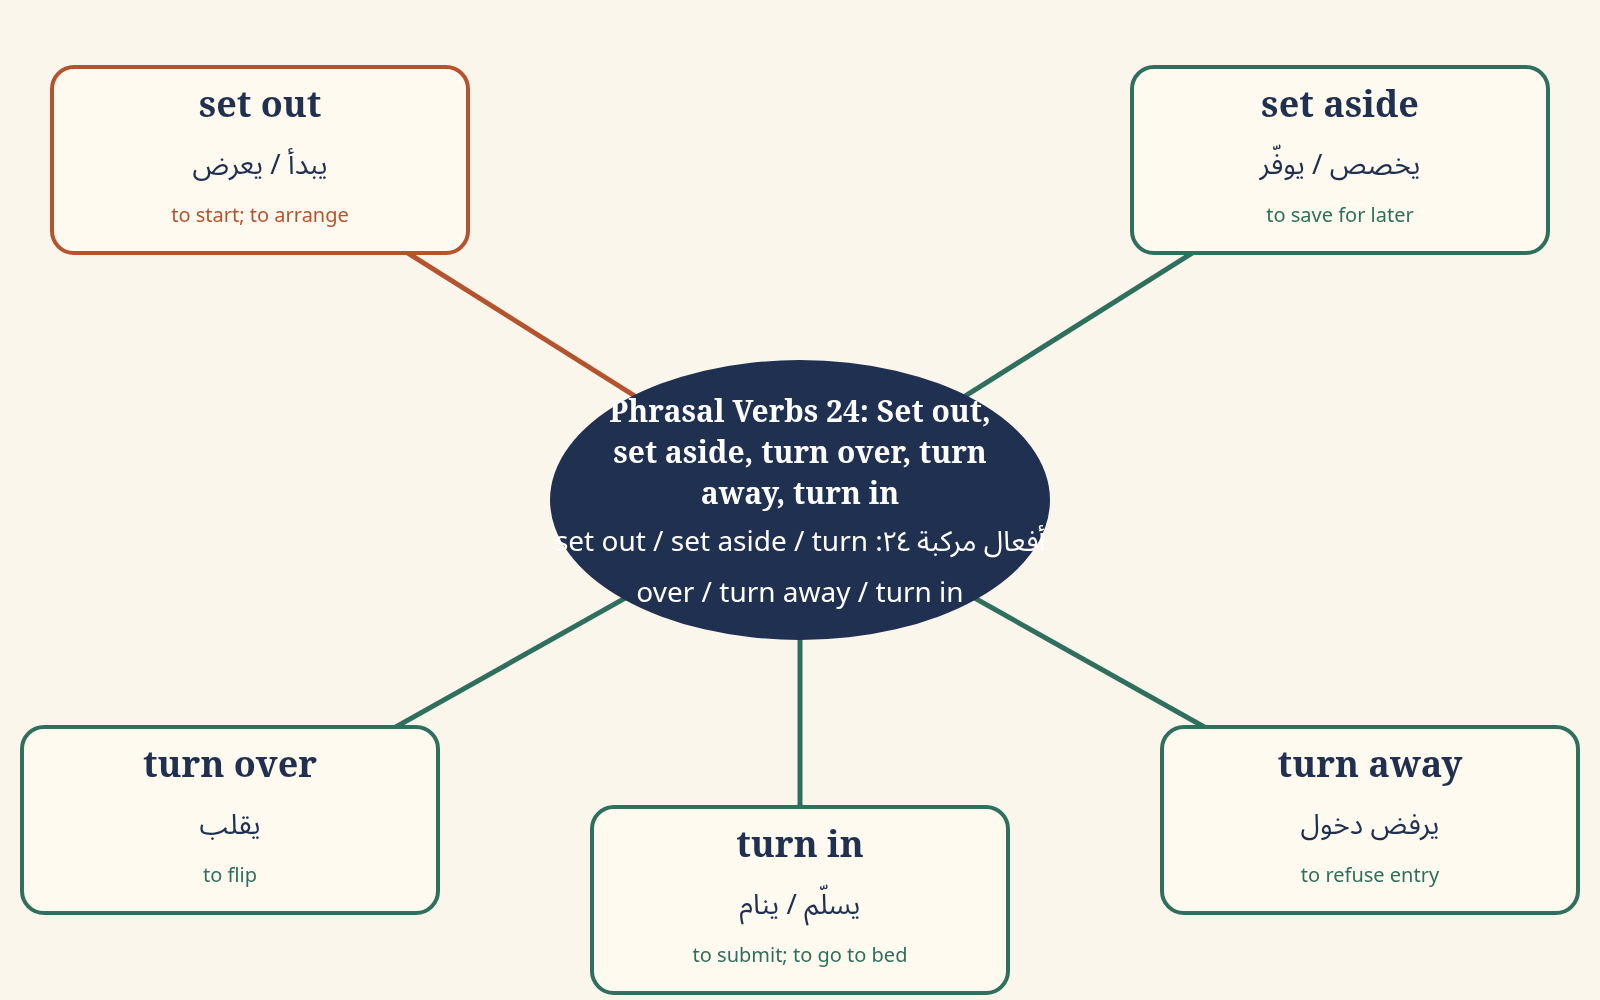 set out
يبدأ / يعرض
to start; to arrange
set aside
يخصص / يوفّر
to save for later
Phrasal Verbs 24: Set out,
set aside, turn over, turn
away, turn in
أفعال مركبة ٢٤: set out / set aside / turn
over / turn away / turn in
turn over
يقلب
to flip
turn in
يسلّم / ينام
to submit; to go to bed
turn away
يرفض دخول
to refuse entry